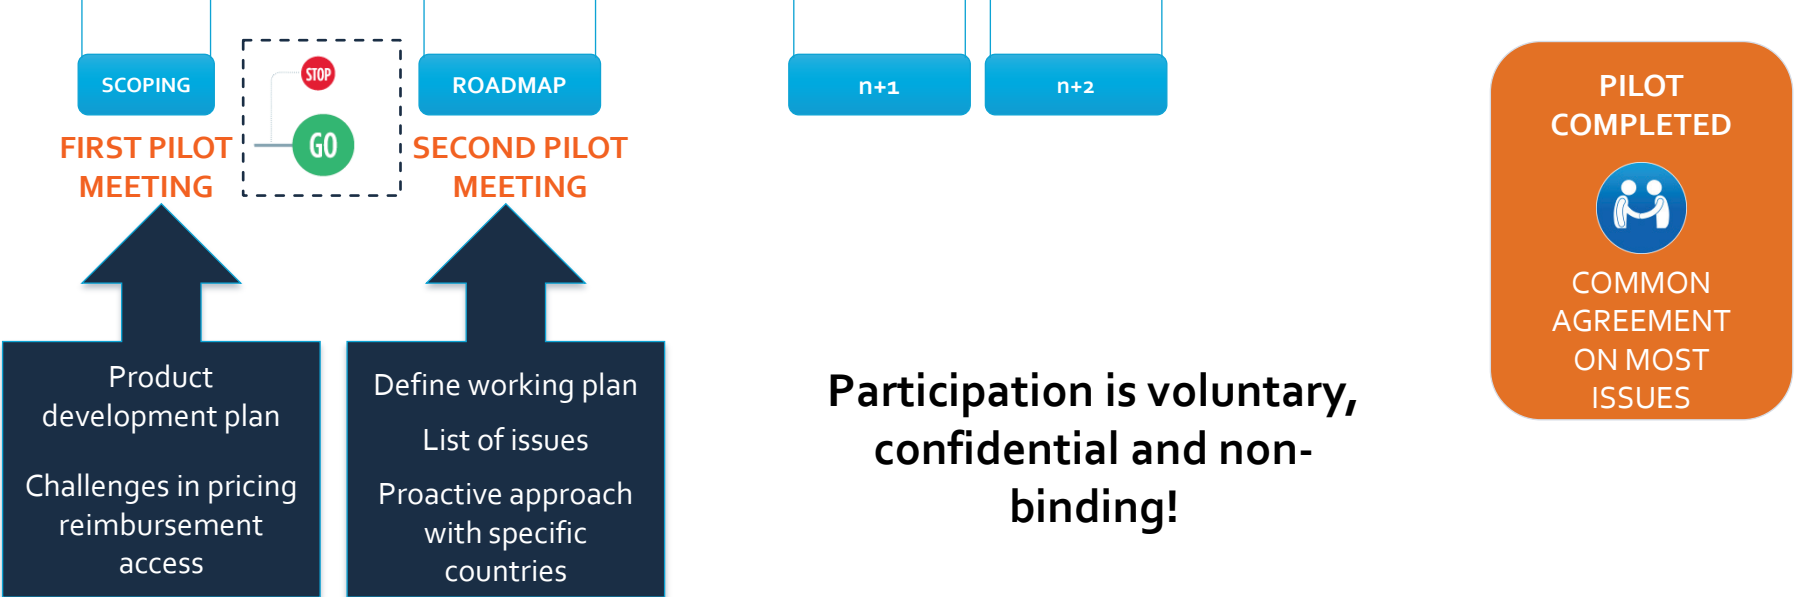 SCOPING
STOP
GO
ROADMAP
n+1
n+2
FIRST PILOT
MEETING
SECOND PILOT
MEETING
Product
development plan
Challenges in pricing
reimbursement
access
Define working plan
List of issues
Proactive approach
with specific
countries
Participation is voluntary,
confidential and non-
binding!
PILOT
COMPLETED
COMMON
AGREEMENT
ON MOST
ISSUES